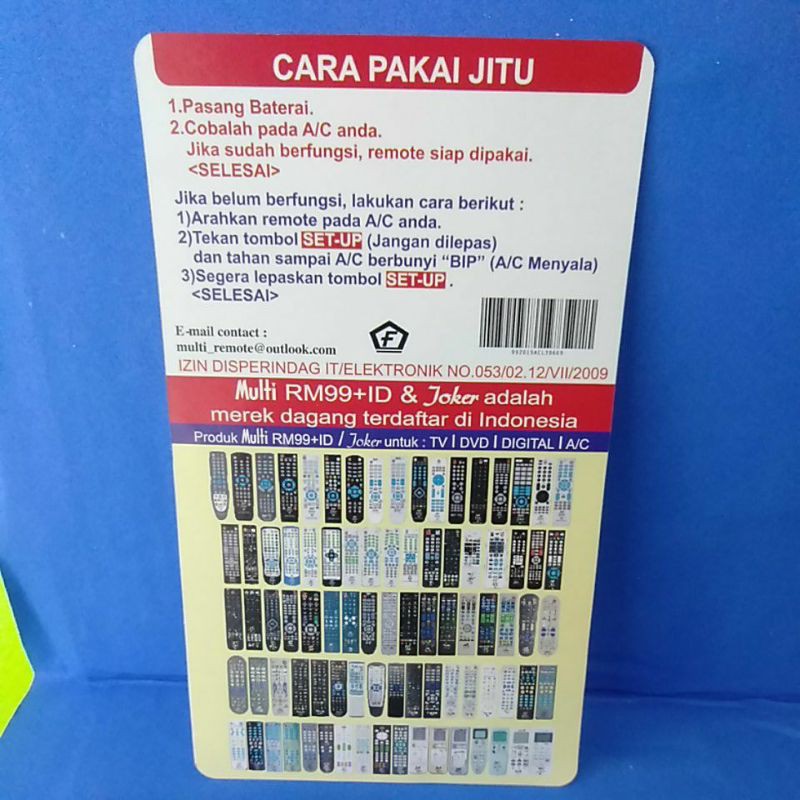 CARA PAKAI JITU
1.Pasang Baterai.
2.Cobalah pada A/C anda.
Jika sudah berfungsi, remote siap dipakai.
<SELESAI>
Jika belum berfungsi, lakukan cara berikut :
1)Arahkan remote pada A/C anda.
2)Tekan tombol SET-UP (Jangan dilepas)
dan tahan sampai A/C berbunyi “BIP” (A/C Menyala)
3)Segera lepaskan tombol SET-UP .
<SELESAI>
E-mail contact :
multi_remote@outlook.com
IZIN DISPERINDAG IT/ELEKTRONIK NO.053/02.12/VII/2009
Multi RM99+ID & Joker adalah
merek dagang terdaftar di Indonesia
Produk Multi RM99+ID / Joker untuk : TV I DVD I DIGITAL I A/C